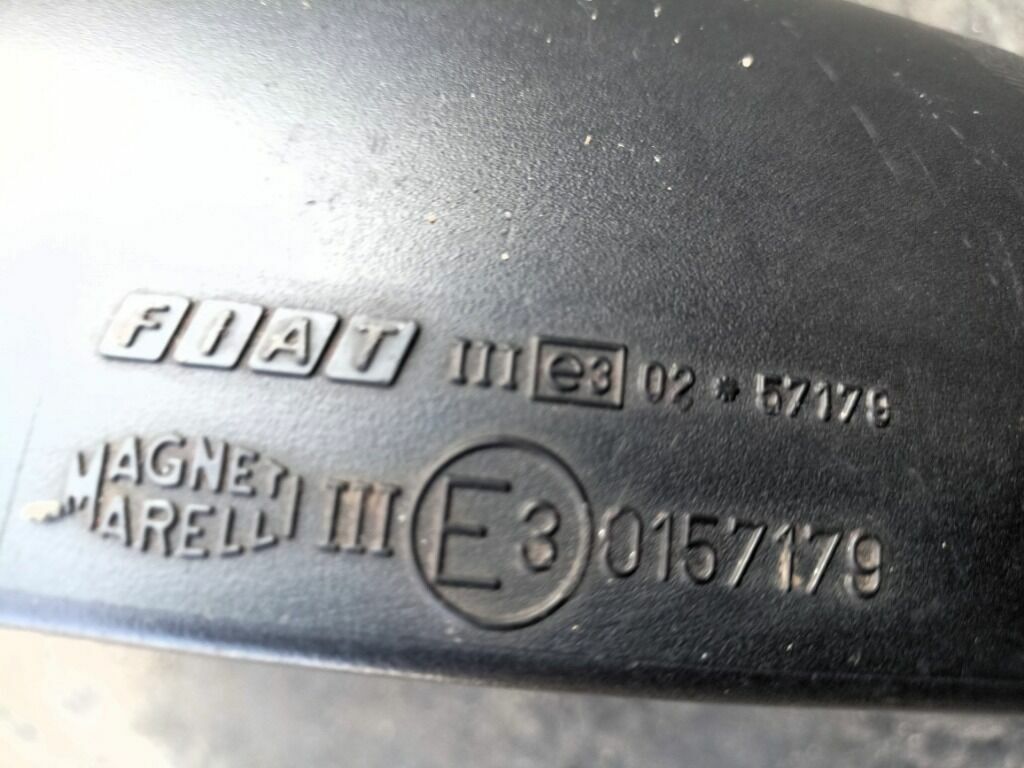 FIAT III e3 02 * 57179
MAGNETI MARELLI III E3 0157179